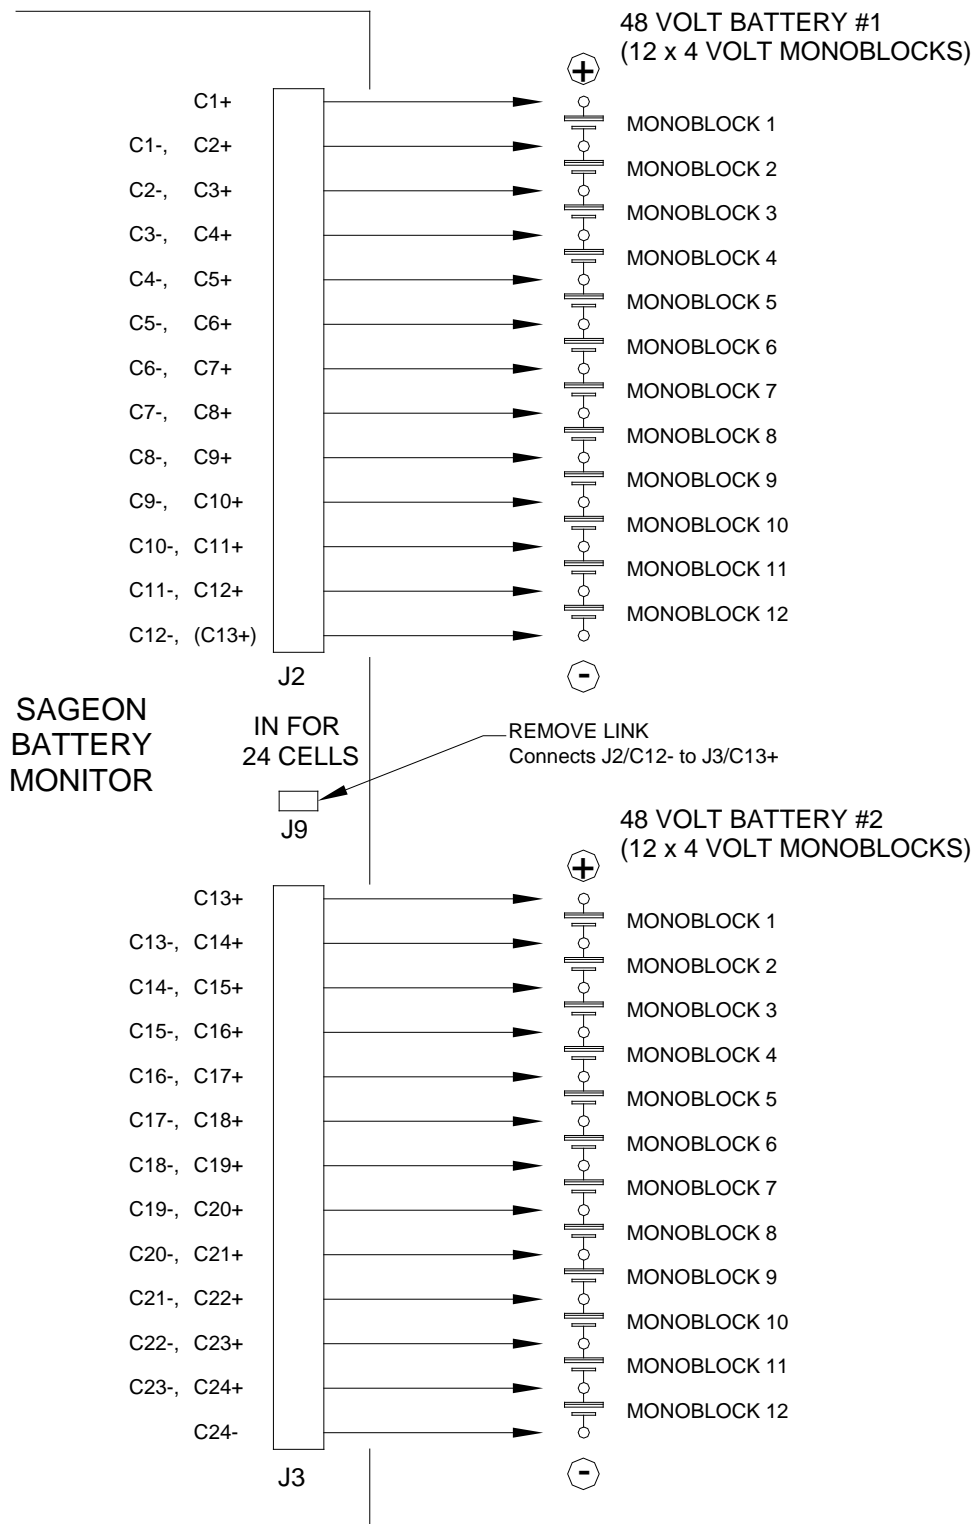 48 VOLT BATTERY #1
(12 x 4 VOLT MONOBLOCKS)
+
C1+
MONOBLOCK 1
C1-, C2+
MONOBLOCK 2
C2-, C3+
MONOBLOCK 3
C3-, C4+
MONOBLOCK 4
C4-, C5+
MONOBLOCK 5
C5-, C6+
MONOBLOCK 6
C6-, C7+
MONOBLOCK 7
C7-, C8+
MONOBLOCK 8
C8-, C9+
MONOBLOCK 9
C9-, C10+
MONOBLOCK 10
C10-, C11+
MONOBLOCK 11
C11-, C12+
MONOBLOCK 12
C12-, (C13+)
J2
-
SAGEON
BATTERY
MONITOR
IN FOR
24 CELLS
REMOVE LINK
Connects J2/C12- to J3/C13+
J9
48 VOLT BATTERY #2
(12 x 4 VOLT MONOBLOCKS)
+
C13+
MONOBLOCK 1
C13-, C14+
MONOBLOCK 2
C14-, C15+
MONOBLOCK 3
C15-, C16+
MONOBLOCK 4
C16-, C17+
MONOBLOCK 5
C17-, C18+
MONOBLOCK 6
C18-, C19+
MONOBLOCK 7
C19-, C20+
MONOBLOCK 8
C20-, C21+
MONOBLOCK 9
C21-, C22+
MONOBLOCK 10
C22-, C23+
MONOBLOCK 11
C23-, C24+
MONOBLOCK 12
C24-
J3
-